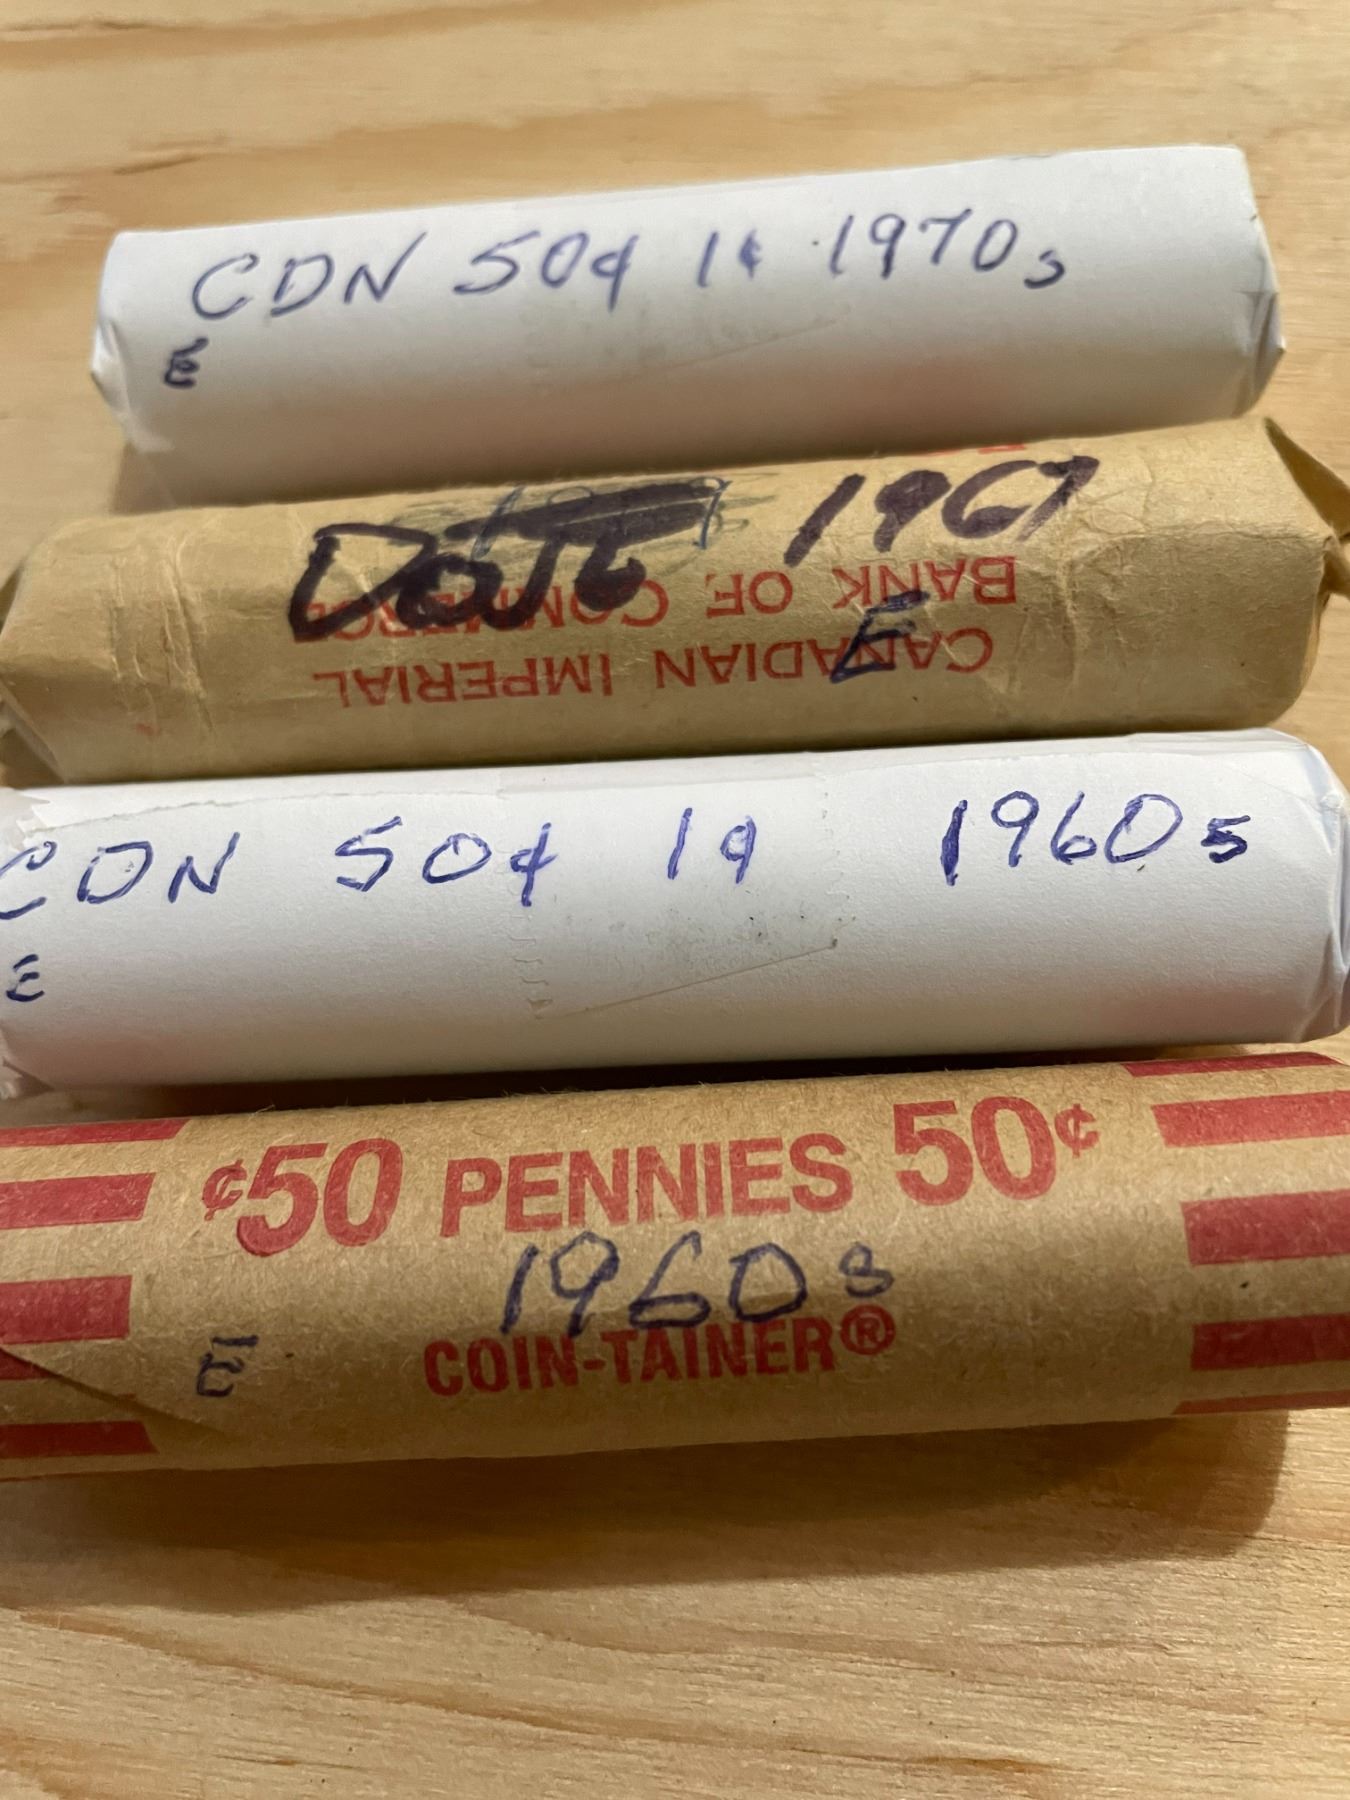 CDN 50¢ 1¢ 1970s
E
Date 1967
BANK OF COMMERCE
CANADIAN IMPERIAL
E
CDN 50¢ 1¢ 1960s
E
¢50 PENNIES 50¢
1960s
COIN-TAINER®
E